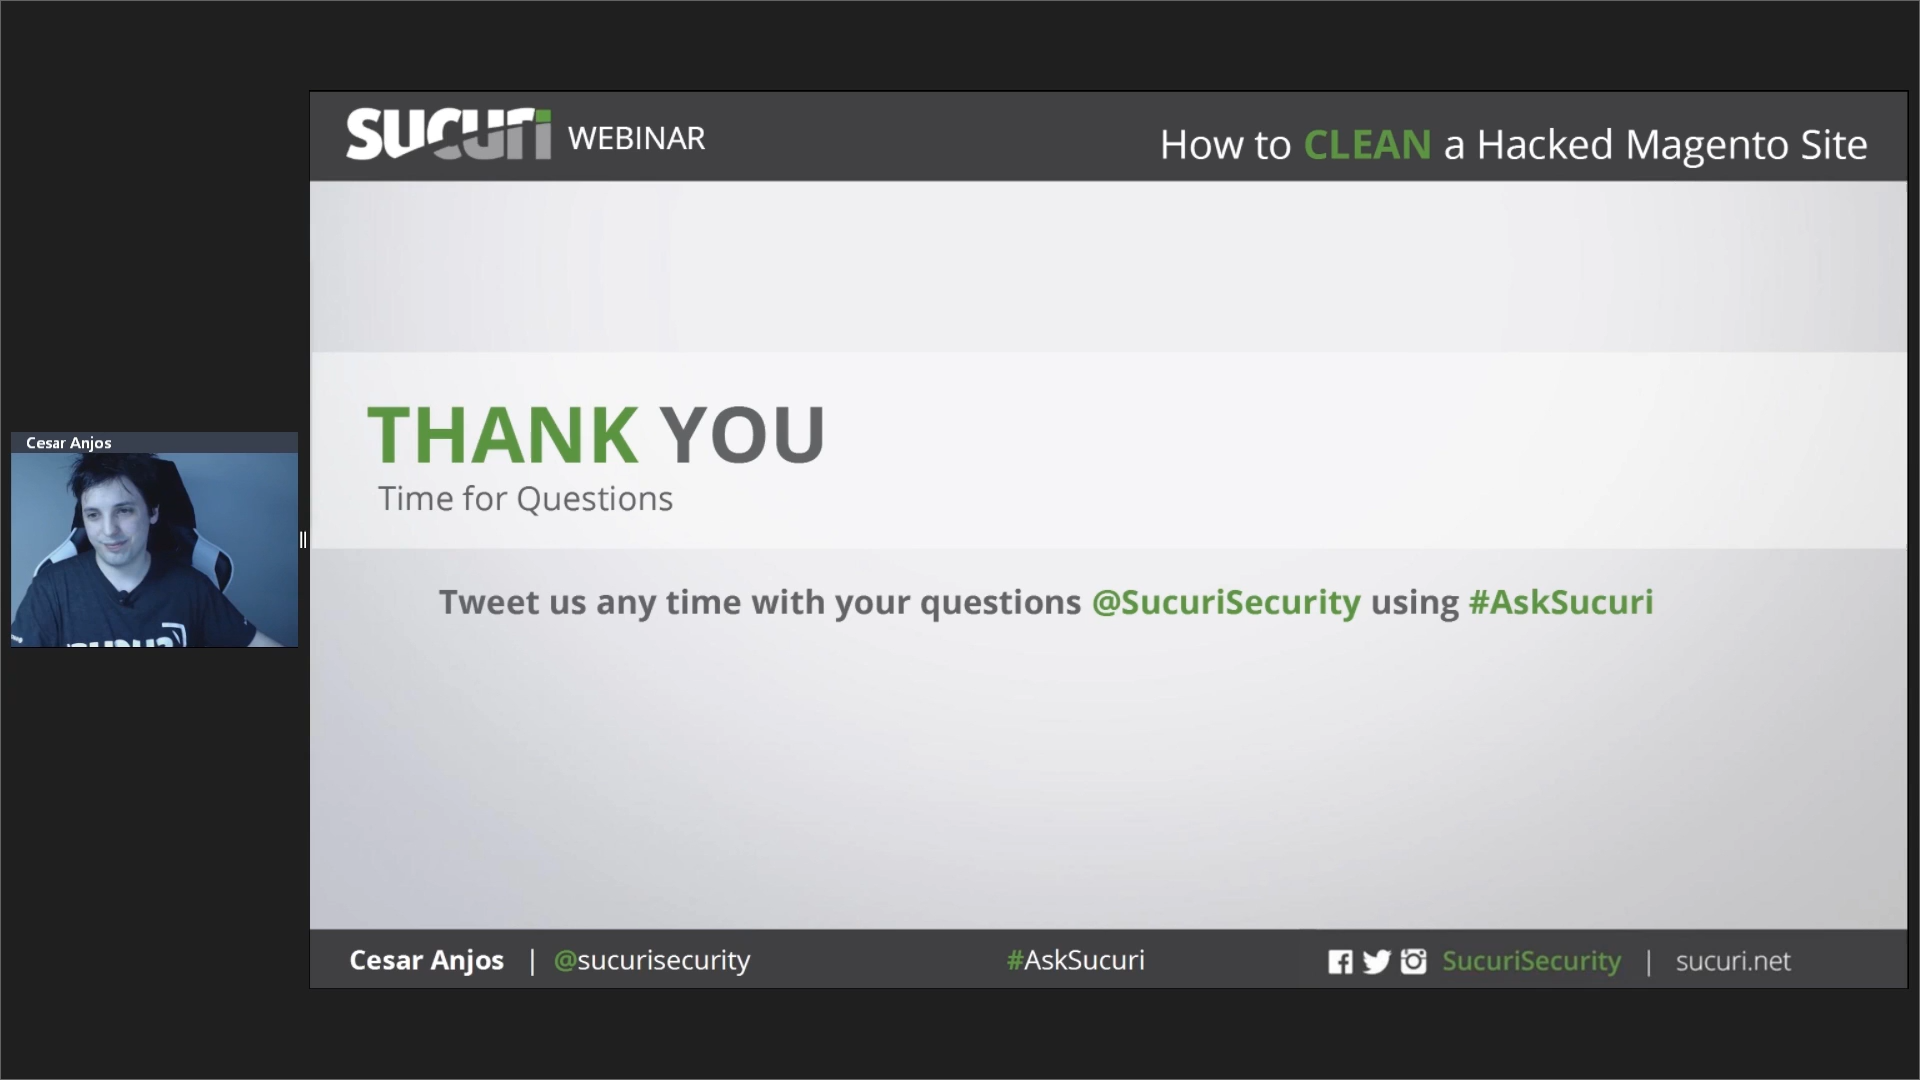 sucuri WEBINAR
How to CLEAN a Hacked Magento Site
THANK YOU
Time for Questions
Cesar Anjos
Tweet us any time with your questions @SucuriSecurity using #AskSucuri
Cesar Anjos | @sucurisecurity
#AskSucuri
SucuriSecurity | sucuri.net